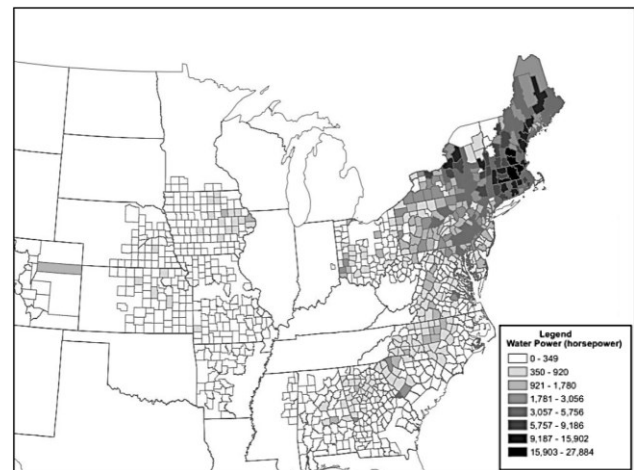 Legend
Water Power (horsepower)
0 - 349
350 - 920
921 - 1,780
1,781 - 3,056
3,057 - 5,756
5,757 - 9,186
9,187 - 15,902
15,903 - 27,884